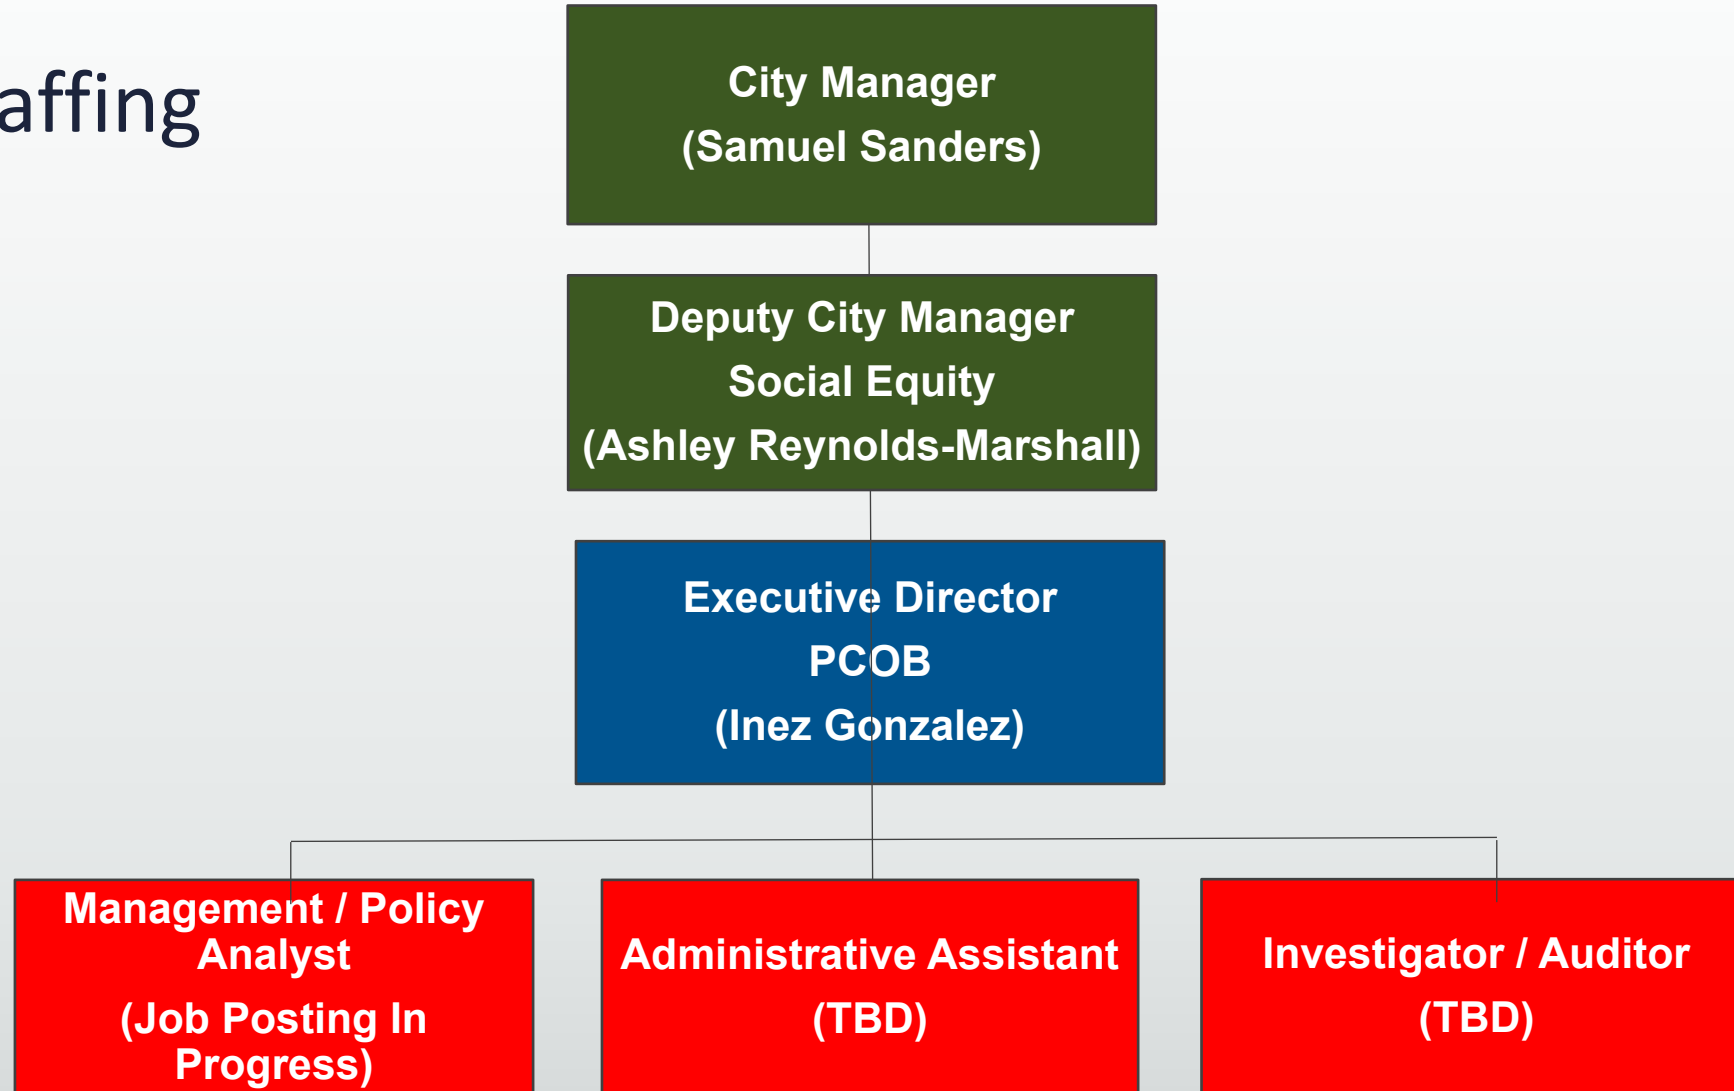 affing
City Manager
(Samuel Sanders)
Deputy City Manager
Social Equity
(Ashley Reynolds-Marshall)
Executive Director
PCOB
(Inez Gonzalez)
Management / Policy
Analyst
(Job Posting In
Progress)
Administrative Assistant
(TBD)
Investigator / Auditor
(TBD)